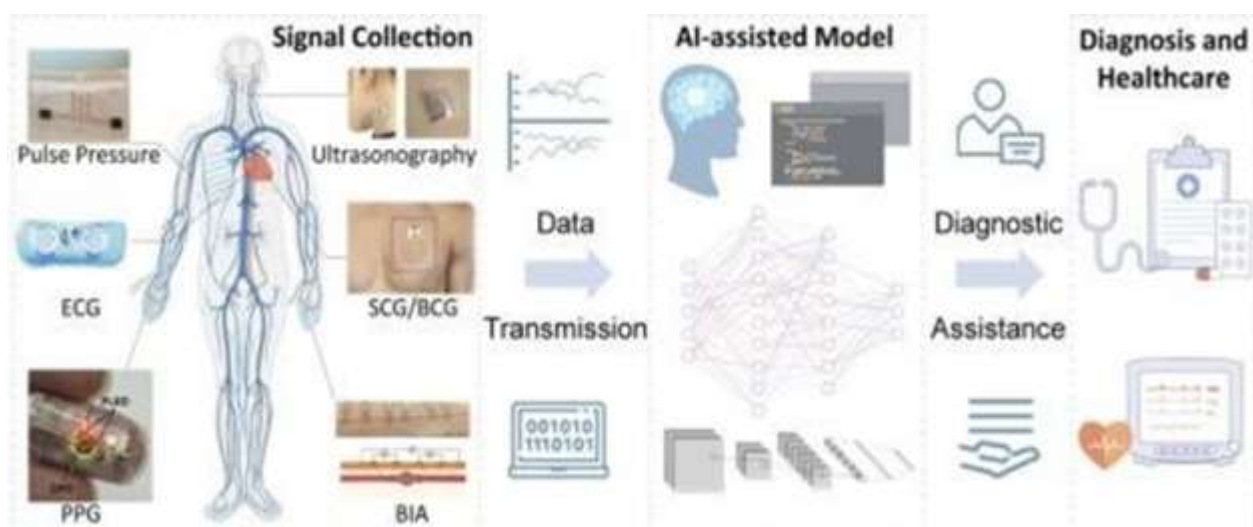 Signal Collection
Pulse Pressure
Ultrasonography
ECG
SCG/BCG
PPG
BIA
Data
Transmission
001010
1110101
AI-assisted Model
Diagnostic
Assistance
Diagnosis and
Healthcare